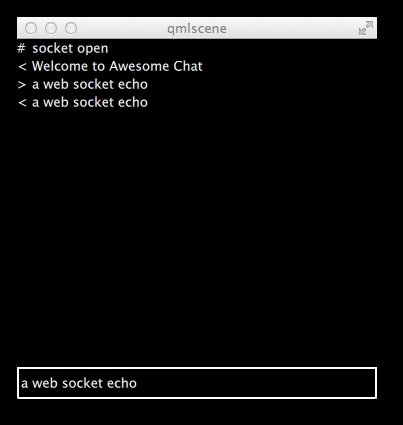 qmlscene
# socket open
< Welcome to Awesome Chat
> a web socket echo
< a web socket echo
a web socket echo